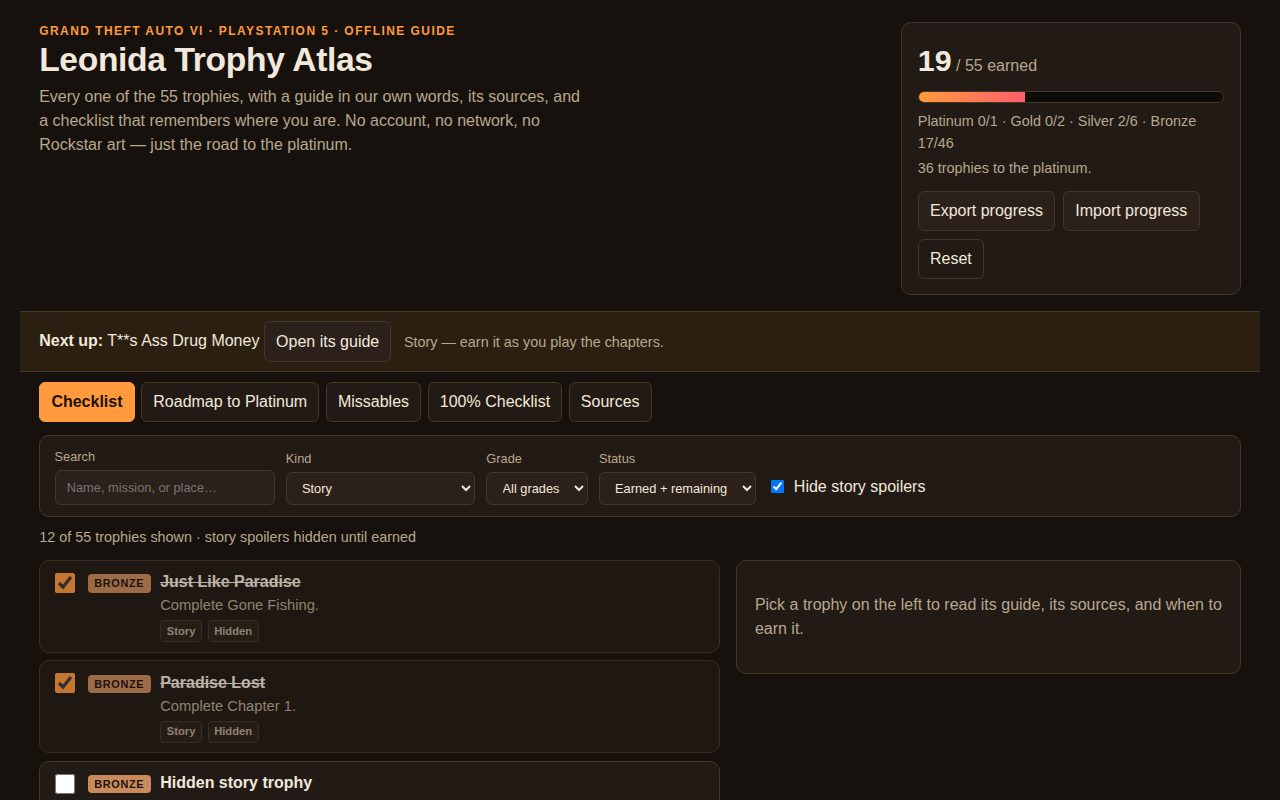 GRAND THEFT AUTO VI · PLAYSTATION 5 · OFFLINE GUIDE
Leonida Trophy Atlas
Every one of the 55 trophies, with a guide in our own words, its sources, and
a checklist that remembers where you are. No account, no network, no
Rockstar art — just the road to the platinum.
19 / 55 earned
Platinum 0/1 · Gold 0/2 · Silver 2/6 · Bronze
17/46
36 trophies to the platinum.
Export progress
Import progress
Reset
Next up: T**s Ass Drug Money
Open its guide
Story — earn it as you play the chapters.
Checklist
Roadmap to Platinum
Missables
100% Checklist
Sources
Search
Name, mission, or place…
Kind
Story
Grade
All grades
Status
Earned + remaining
Hide story spoilers
12 of 55 trophies shown · story spoilers hidden until earned
BRONZE
Just Like Paradise
Complete Gone Fishing.
Story
Hidden
BRONZE
Paradise Lost
Complete Chapter 1.
Story
Hidden
BRONZE
Hidden story trophy
Pick a trophy on the left to read its guide, its sources, and when to
earn it.